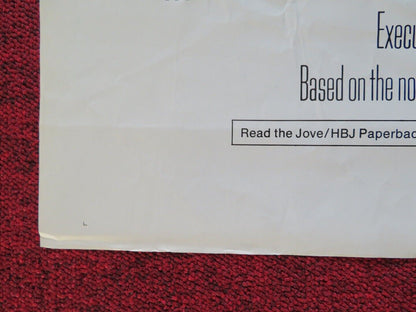 Execu
Based on the no
Read the Jove/HBJ Paperbac